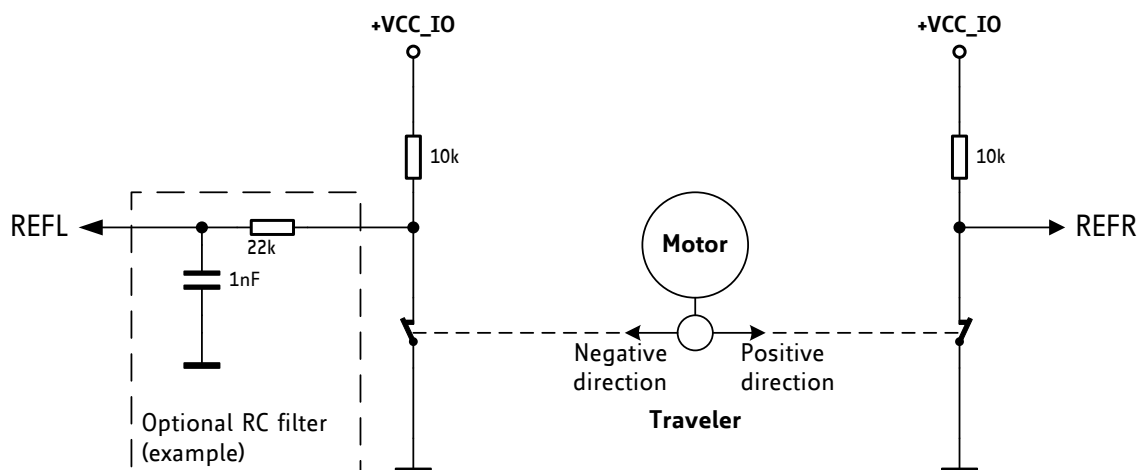 +VCC_IO
+VCC_IO
10k
10k
REFL
22k
1nF
Motor
REFR
Negative
direction
Positive
direction
Traveler
Optional RC filter
(example)